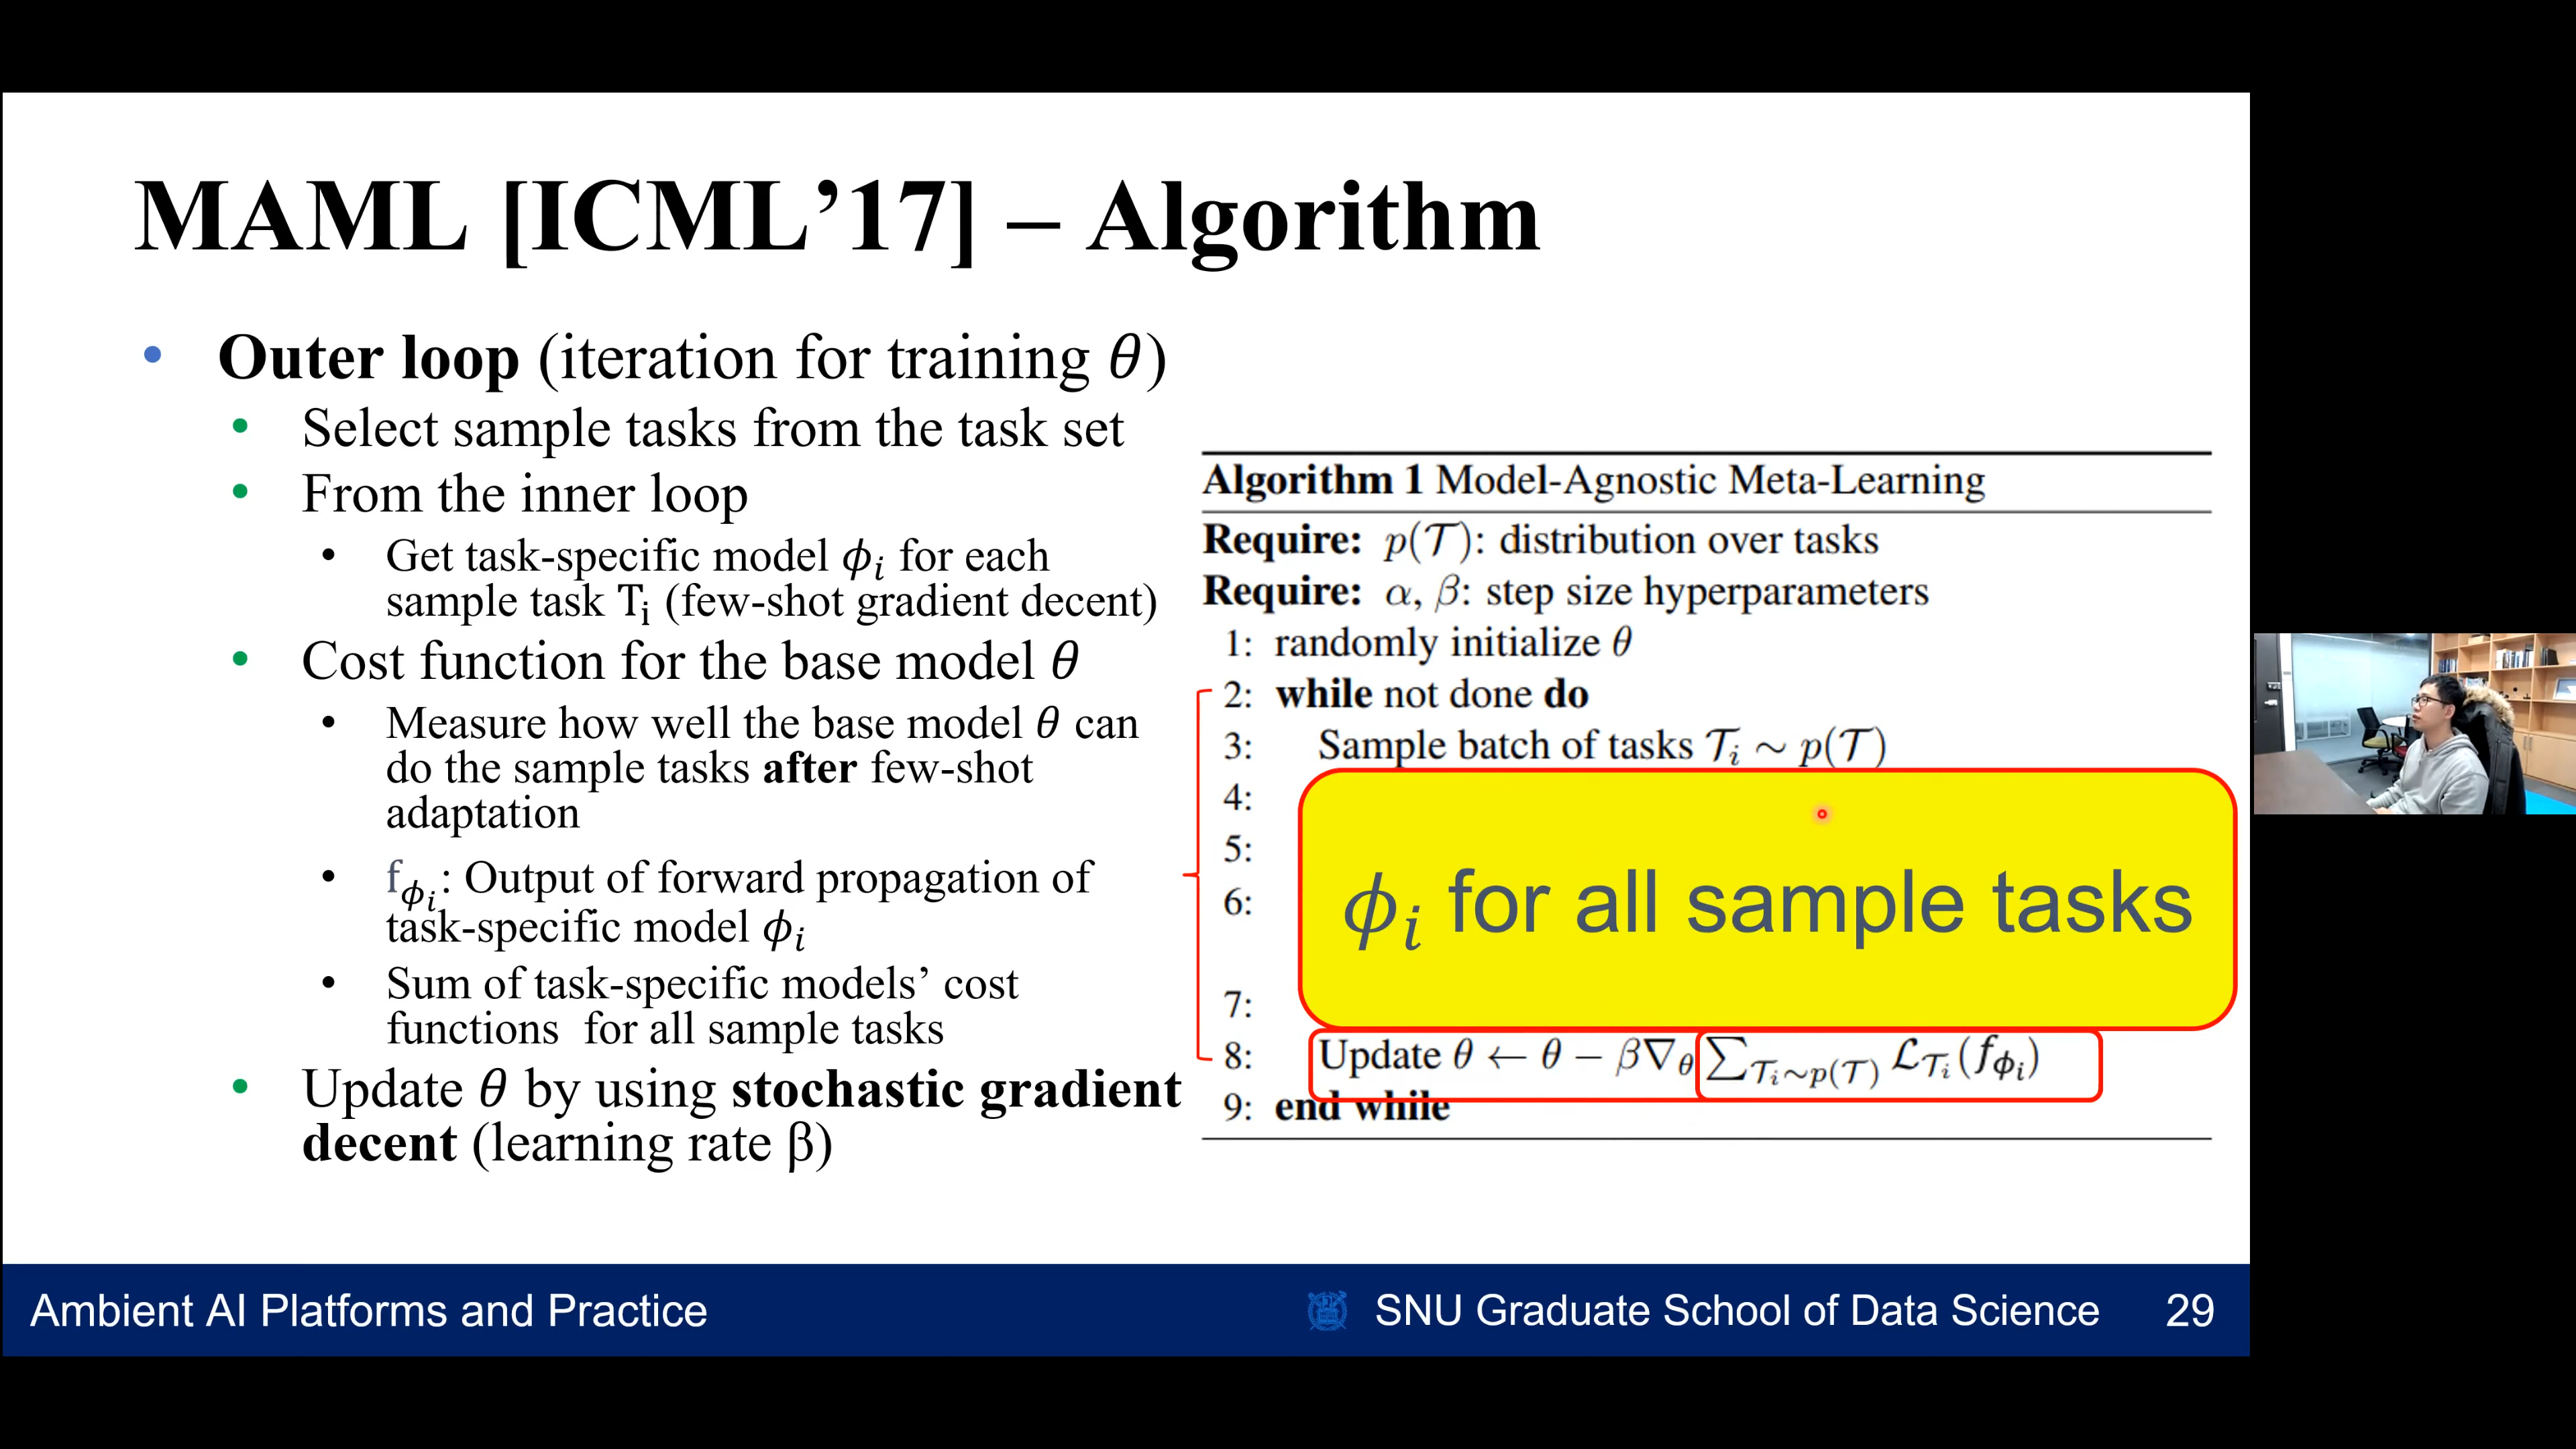 MAML [ICML’17] – Algorithm
• Outer loop (iteration for training θ)
• Select sample tasks from the task set
• From the inner loop
• Get task-specific model ϕᵢ for each
sample task Tᵢ (few-shot gradient decent)
• Cost function for the base model θ
• Measure how well the base model θ can
do the sample tasks after few-shot
adaptation
• f_ϕᵢ: Output of forward propagation of
task-specific model ϕᵢ
• Sum of task-specific models’ cost
functions for all sample tasks
• Update θ by using stochastic gradient
decent (learning rate β)
Algorithm 1 Model-Agnostic Meta-Learning
Require: p(𝒯): distribution over tasks
Require: α, β: step size hyperparameters
1: randomly initialize θ
2: while not done do
3: Sample batch of tasks 𝒯ᵢ ∼ p(𝒯)
4:
5:
6:
ϕᵢ for all sample tasks
7:
8: Update θ ← θ − β∇_θ ∑_𝒯ᵢ∼p(𝒯) ℒ_𝒯ᵢ(f_ϕᵢ)
9: end while
Ambient AI Platforms and Practice
SNU Graduate School of Data Science
29